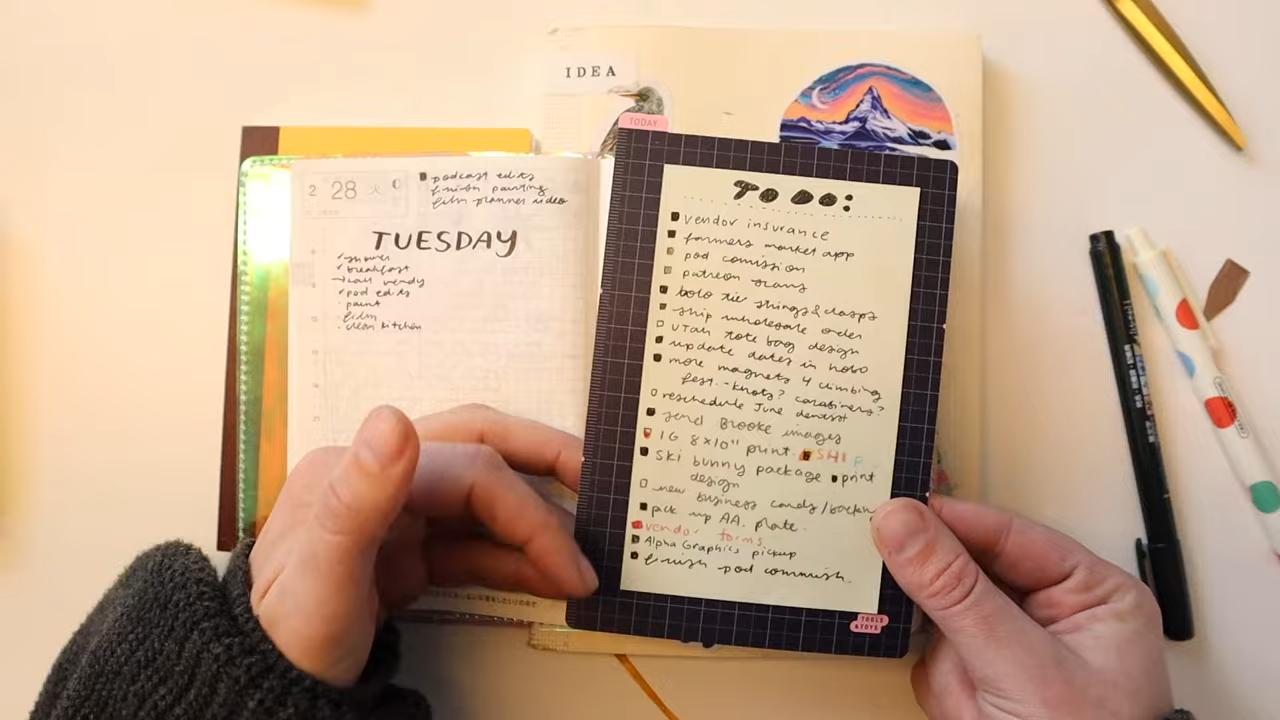 IDEA
TODAY
2 28 火
podcast edits
finish painting
film planner video
TUESDAY
shower
breakfast
call wendy
pod edits
paint
film
clean kitchen
TO DO:
vendor insurance
farmers market app
pod comission
patreon
bolo tie strings & clasps
ship wholesale order
UTAH tote bag design
update dates in hobo
more magnets 4 climbing
fest. - knots? carabiners?
reschedule June dentist
send Brooke images
IG 8x10" print. SHIP
ski bunny package print
design
new business cards/
pick up AA. plate.
vendor forms
Alpha Graphics pickup
finish pod commish.
TOOLS
& TOYS